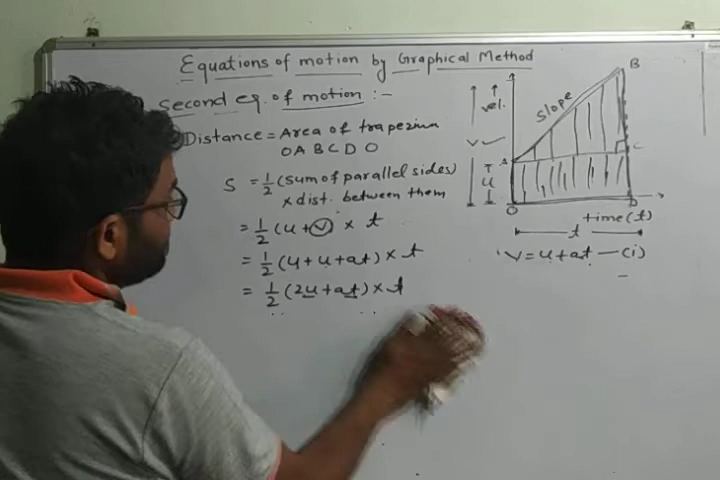 Equations of motion by Graphical Method
second eq. of motion :-
Distance = Area of trapezium
OABCDO
S = 1/2 (sum of parallel sides)
x dist. between them
= 1/2 (u + v) x t
= 1/2 (u + u + at) x t
= 1/2 (2u + at) x t
B
slope
↑ vel.
v
A
C
u
O
D
time (t)
t
v = u + at — (i)